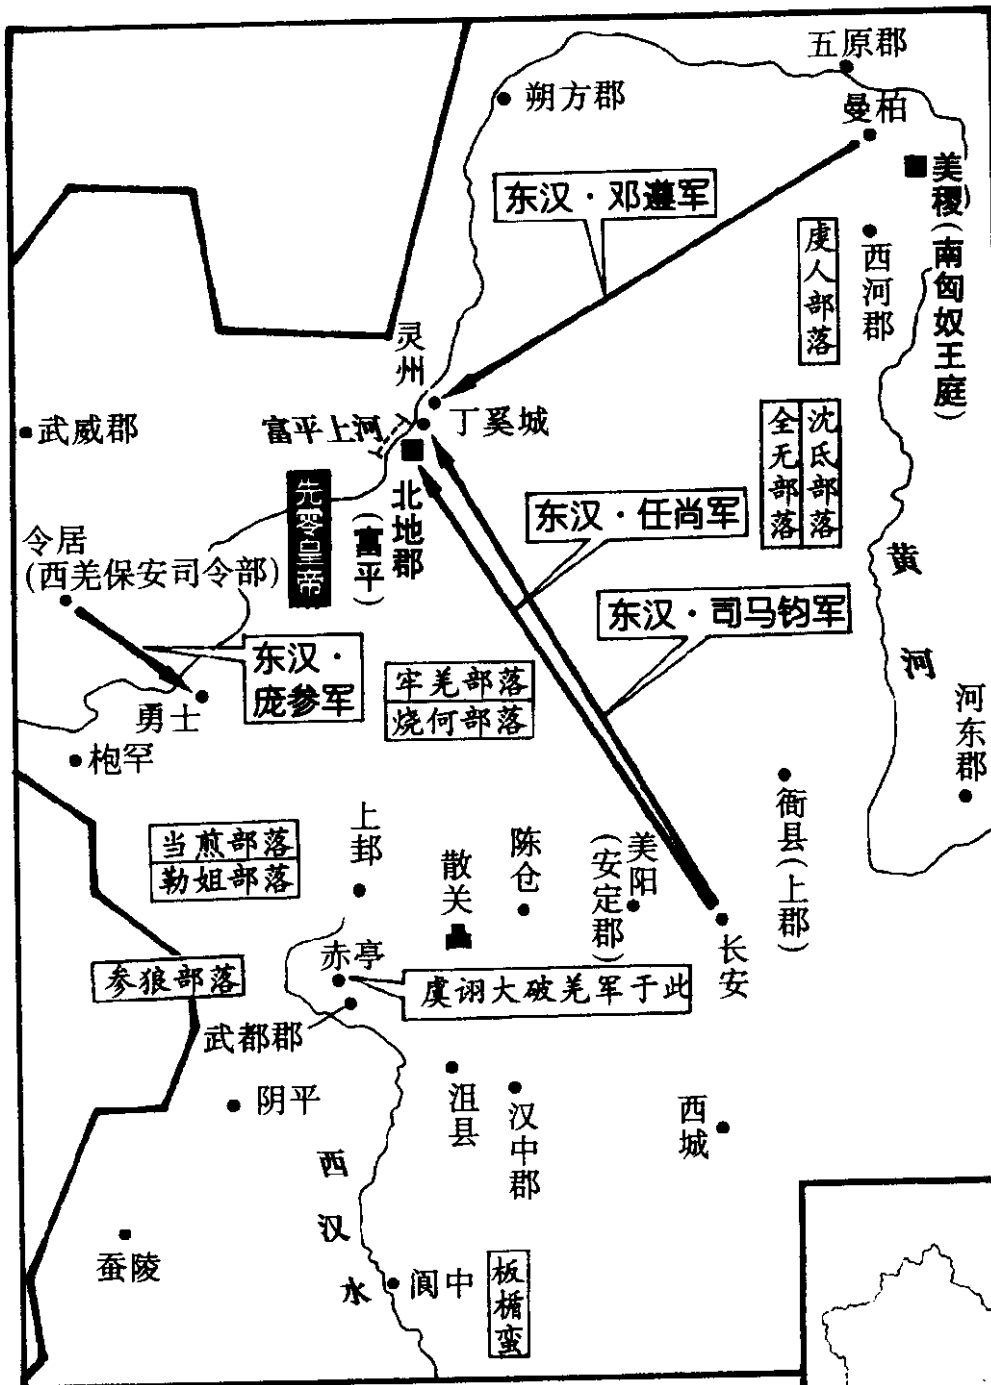 五原郡
朔方郡
曼柏
美稷(南匈奴王庭)
东汉·邓遵军
虔人部落
西河郡
灵州
丁奚城
富平上河
武威郡
全无部落
沈氐部落
先零皇帝
北地郡
(富平)
东汉·任尚军
令居
(西羌保安司令部)
黄河
东汉·司马钧军
东汉·
庞参军
牢羌部落
烧何部落
勇士
枹罕
河东郡
衙县(上郡)
当煎部落
勒姐部落
上邽
散关
陈仓
美阳
(安定郡)
长安
参狼部落
赤亭
虞诩大破羌军于此
武都郡
阴平
沮县
汉中郡
西城
西汉水
蚕陵
阆中
板楯蛮